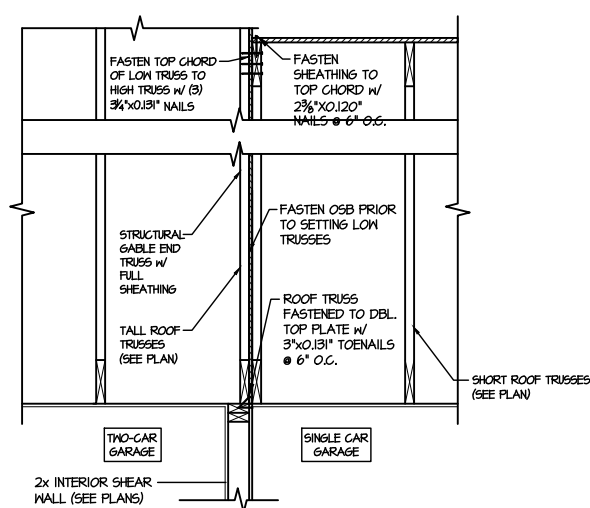 FASTEN TOP CHORD
OF LOW TRUSS TO
HIGH TRUSS W/ (3)
3¼"X0.131" NAILS
FASTEN
SHEATHING TO
TOP CHORD W/
2⅜"X0.120"
NAILS @ 6" O.C.
STRUCTURAL
GABLE END
TRUSS W/
FULL
SHEATHING
FASTEN OSB PRIOR
TO SETTING LOW
TRUSSES
TALL ROOF
TRUSSES
(SEE PLAN)
ROOF TRUSS
FASTENED TO DBL.
TOP PLATE W/
3"X0.131" TOENAILS
@ 6" O.C.
SHORT ROOF TRUSSES
(SEE PLAN)
TWO-CAR
GARAGE
SINGLE CAR
GARAGE
2x INTERIOR SHEAR
WALL (SEE PLANS)